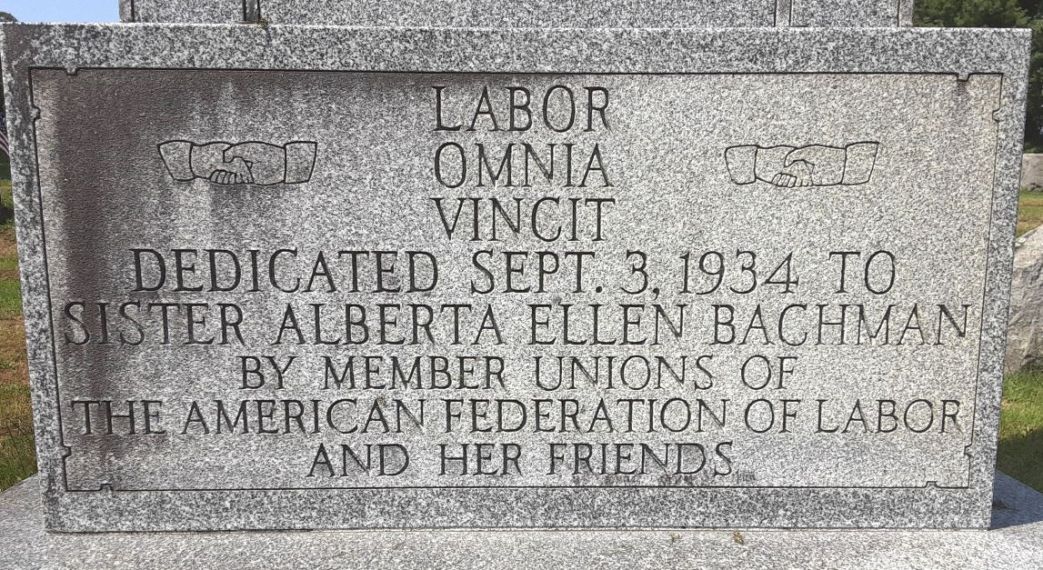 LABOR
OMNIA
VINCIT
DEDICATED SEPT. 3, 1934 TO
SISTER ALBERTA ELLEN BACHMAN
BY MEMBER UNIONS OF
THE AMERICAN FEDERATION OF LABOR
AND HER FRIENDS